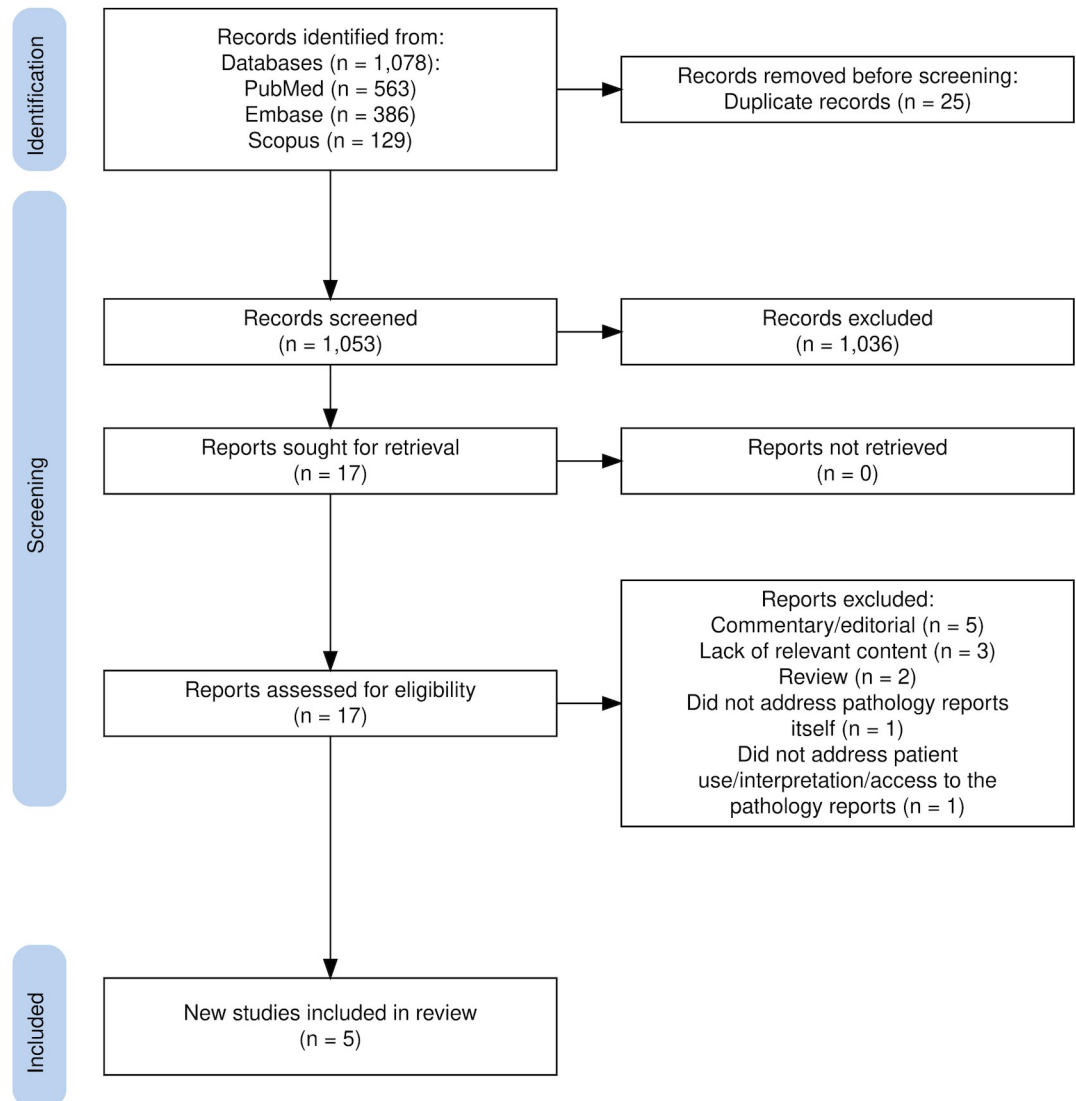 Identification
Records identified from:
Databases (n = 1,078):
PubMed (n = 563)
Embase (n = 386)
Scopus (n = 129)
Records removed before screening:
Duplicate records (n = 25)
Screening
Records screened
(n = 1,053)
Records excluded
(n = 1,036)
Reports sought for retrieval
(n = 17)
Reports not retrieved
(n = 0)
Reports assessed for eligibility
(n = 17)
Reports excluded:
Commentary/editorial (n = 5)
Lack of relevant content (n = 3)
Review (n = 2)
Did not address pathology reports
itself (n = 1)
Did not address patient
use/interpretation/access to the
pathology reports (n = 1)
Included
New studies included in review
(n = 5)